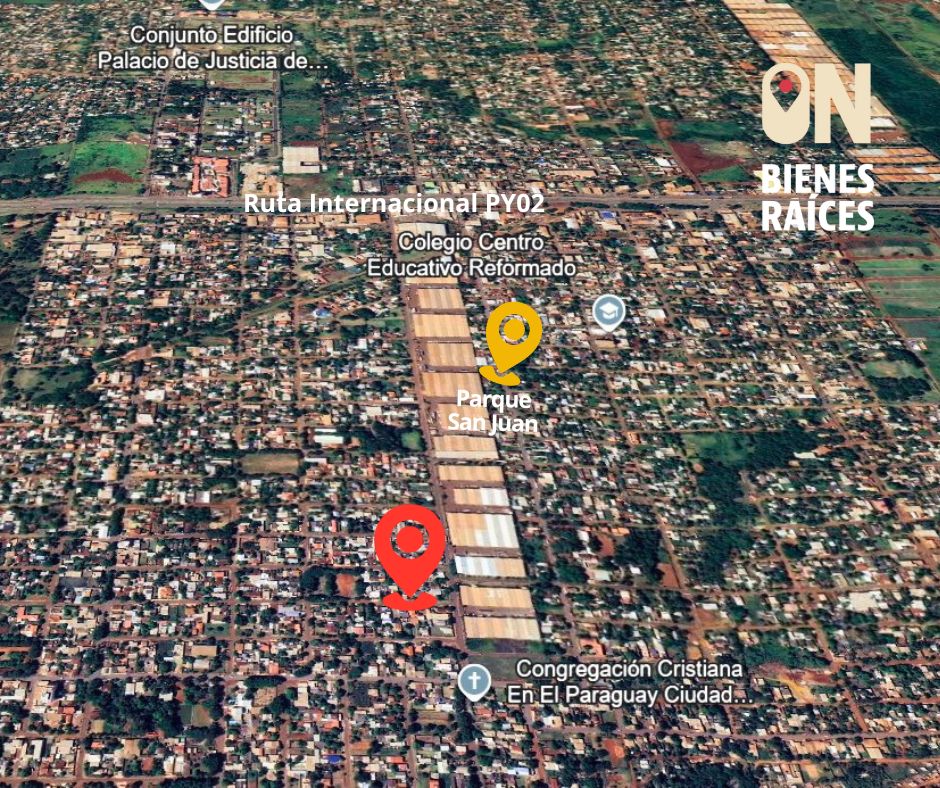 Conjunto Edificio
Palacio de Justicia de...
ON
BIENES
RAÍCES
Ruta Internacional PY02
Colegio Centro
Educativo Reformado
Parque
San Juan
Congregación Cristiana
En El Paraguay Ciudad...